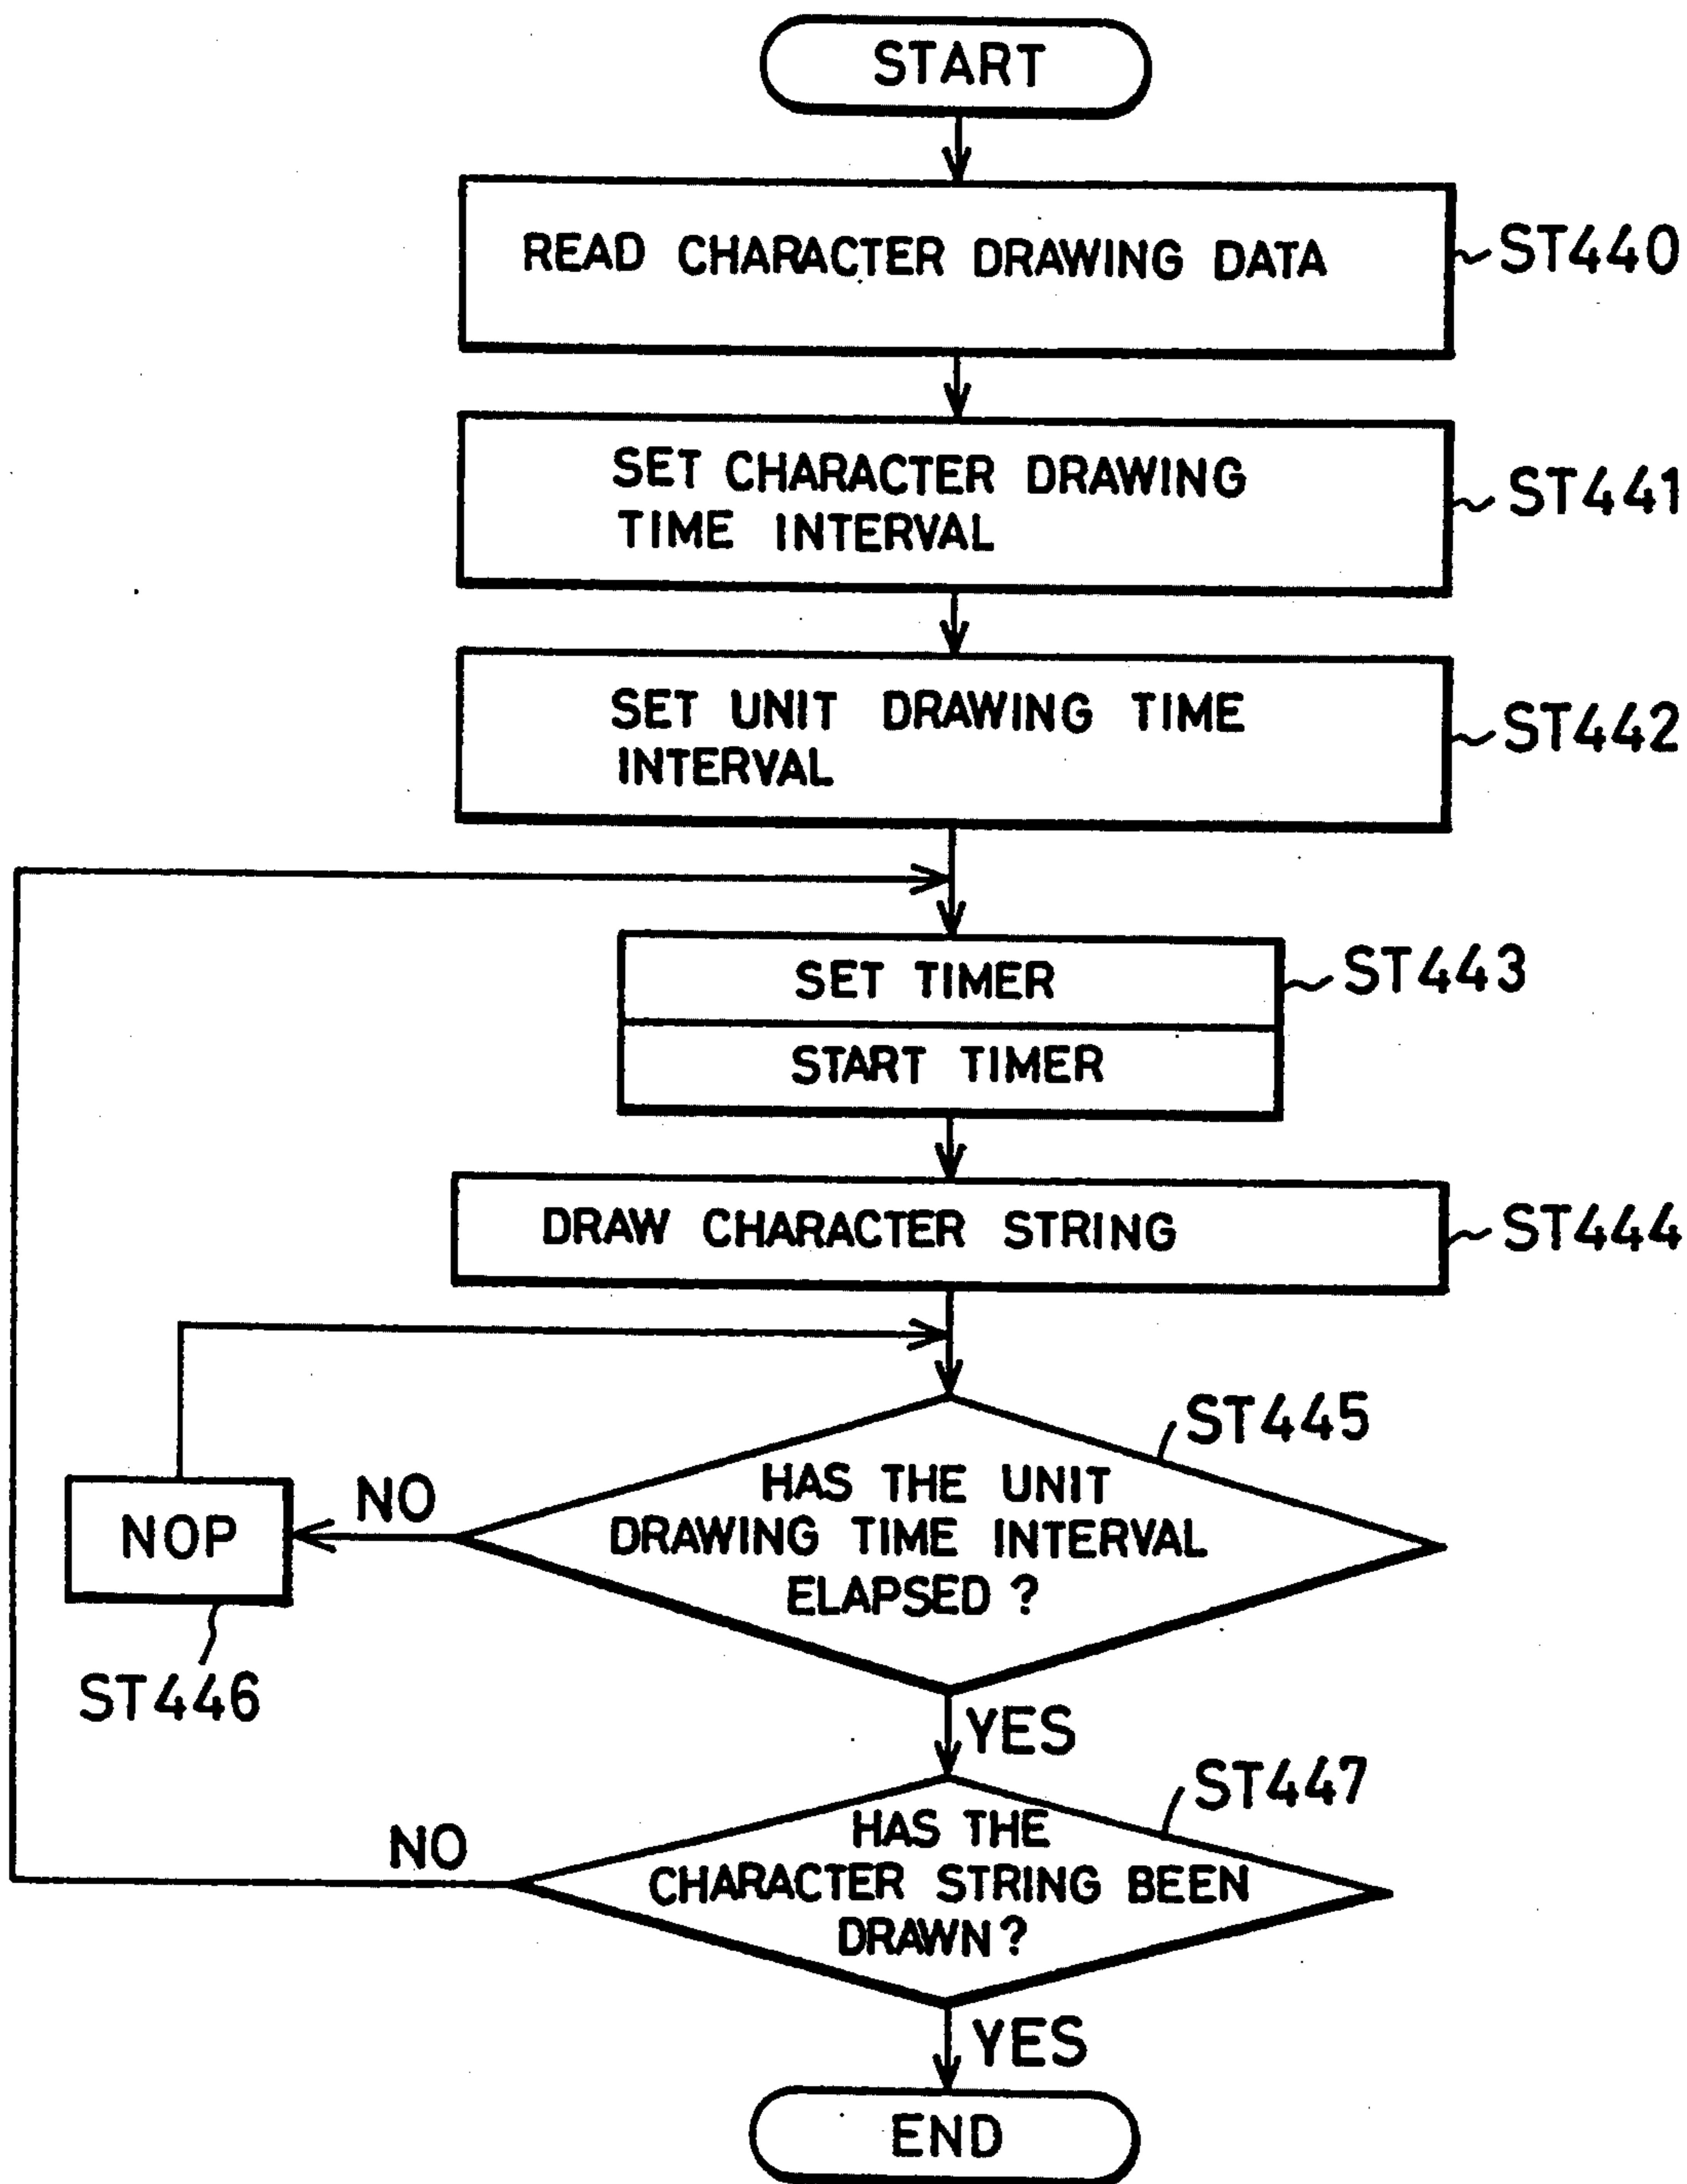 START
READ CHARACTER DRAWING DATA
ST440
SET CHARACTER DRAWING
TIME INTERVAL
ST441
SET UNIT DRAWING TIME
INTERVAL
ST442
SET TIMER
ST443
START TIMER
DRAW CHARACTER STRING
ST444
ST445
HAS THE UNIT
DRAWING TIME INTERVAL
ELAPSED ?
NO
NOP
ST446
YES
ST447
HAS THE
CHARACTER STRING BEEN
DRAWN ?
NO
YES
END